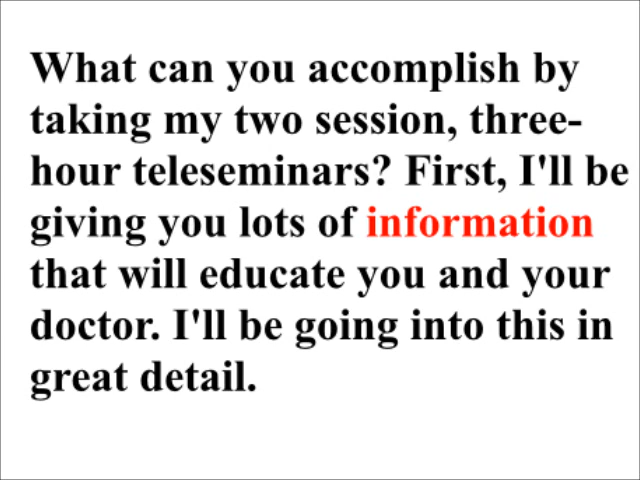 What can you accomplish by
taking my two session, three-
hour teleseminars? First, I'll be
giving you lots of information
that will educate you and your
doctor. I'll be going into this in
great detail.